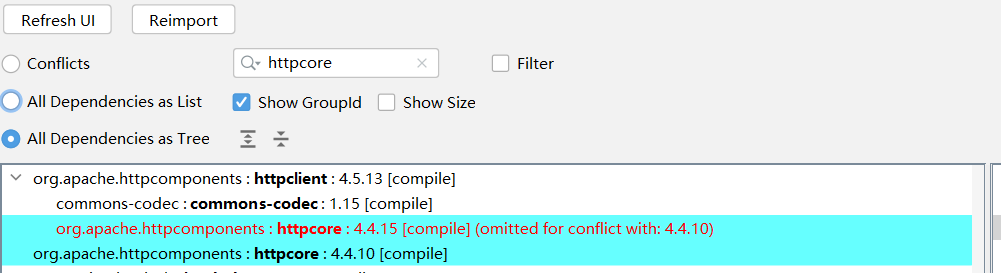 Refresh UI Reimport
Conflicts httpcore Filter
All Dependencies as List Show GroupId Show Size
All Dependencies as Tree
org.apache.httpcomponents : httpclient : 4.5.13 [compile]
commons-codec : commons-codec : 1.15 [compile]
org.apache.httpcomponents : httpcore : 4.4.15 [compile] (omitted for conflict with: 4.4.10)
org.apache.httpcomponents : httpcore : 4.4.10 [compile]